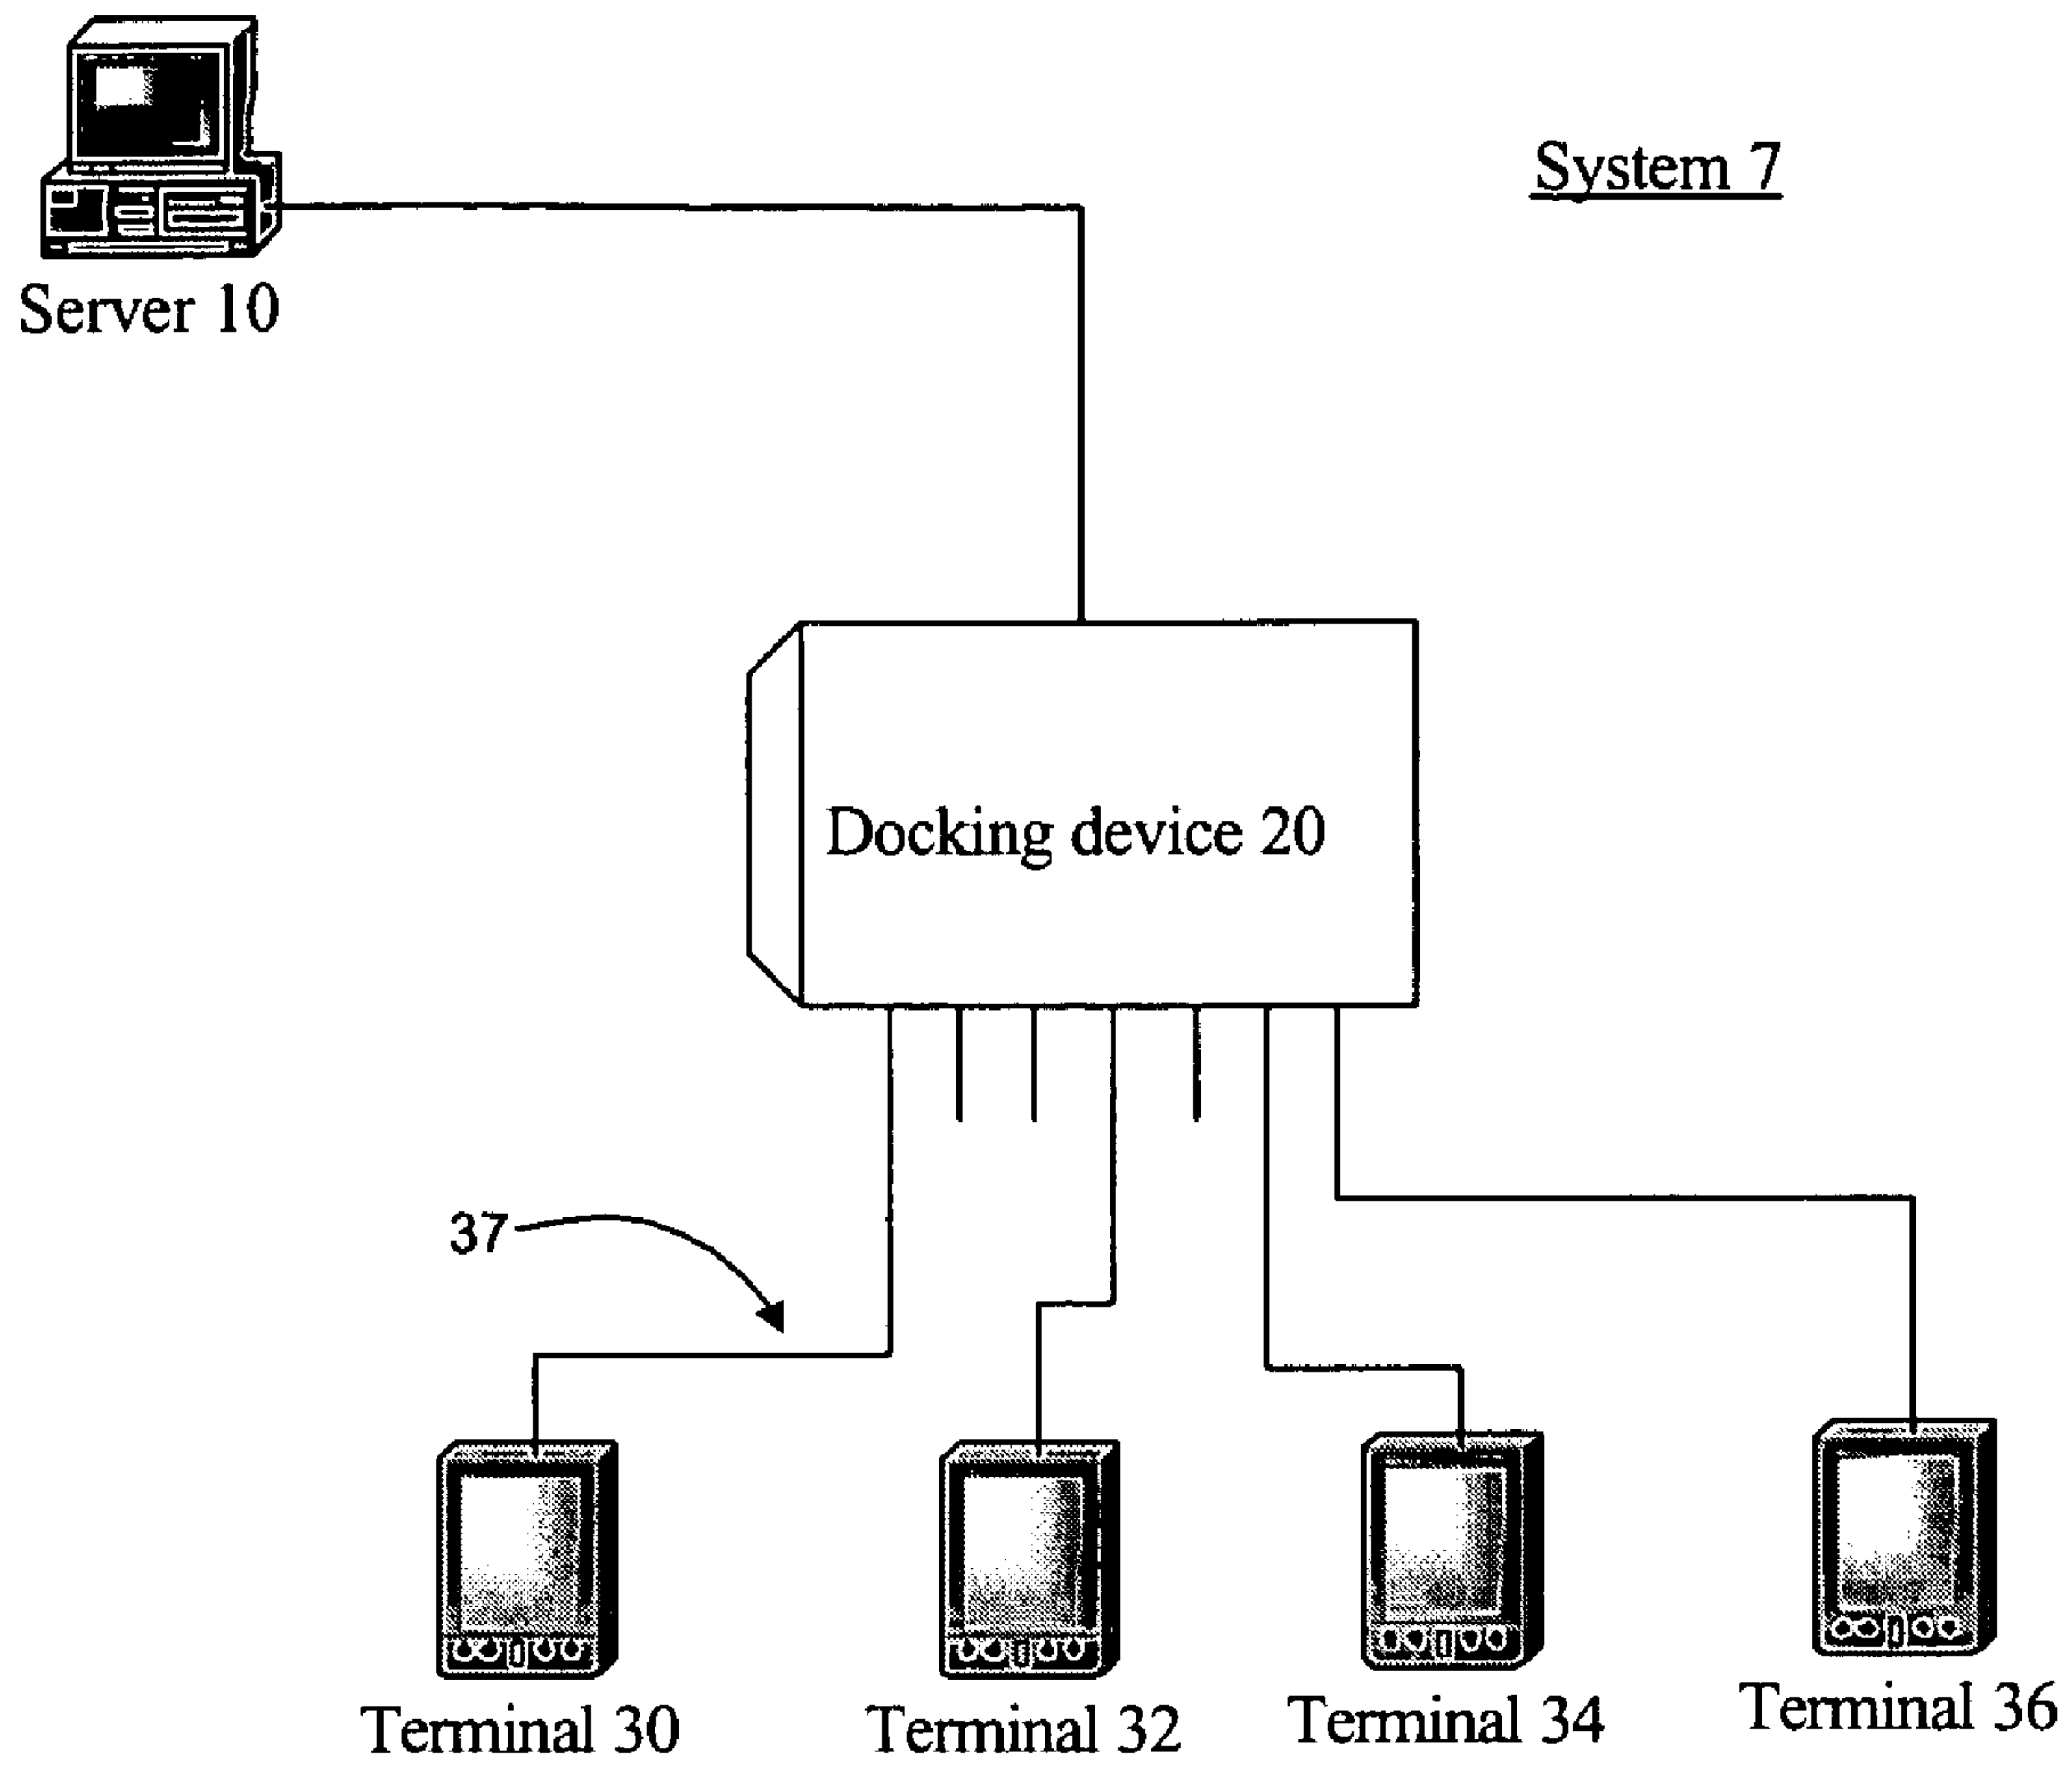 System 7
Server 10
Docking device 20
37
Terminal 30
Terminal 32
Terminal 34
Terminal 36